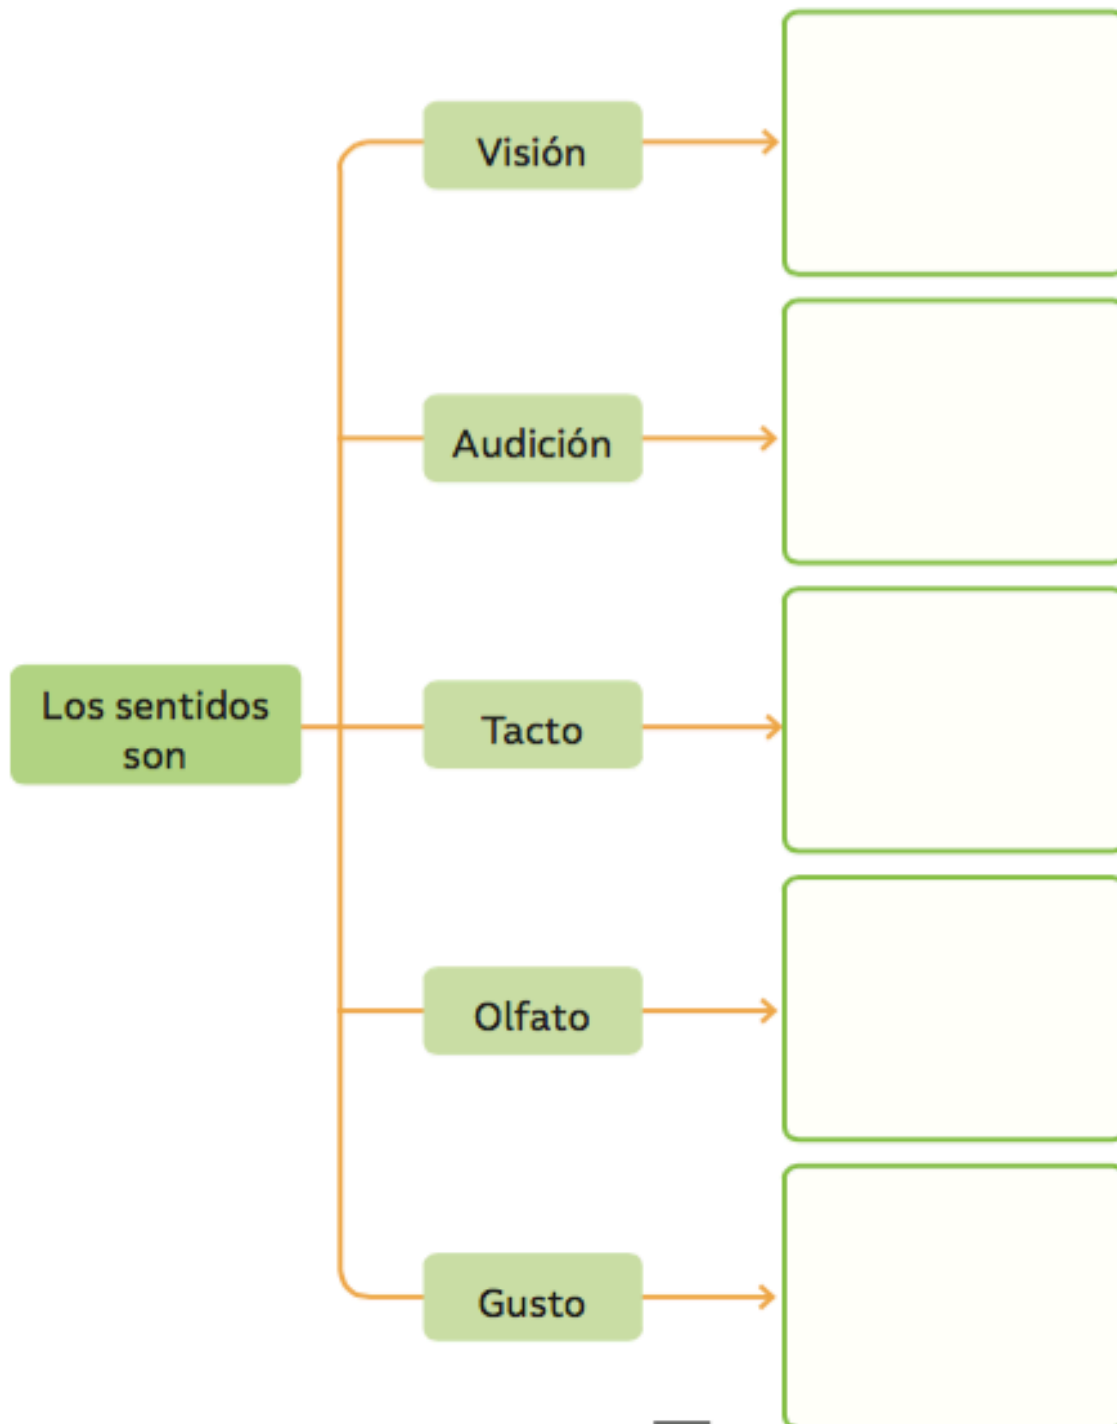 Visión
Audición
Los sentidos
son
Tacto
Olfato
Gusto